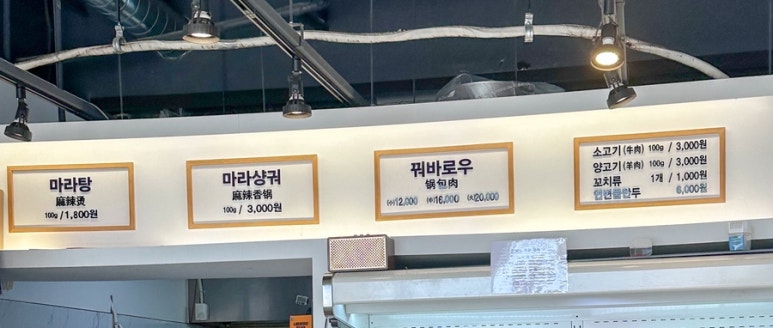 마라탕
麻辣烫
100g / 1,800원
마라샹궈
麻辣香锅
100g / 3,000원
꿔바로우
锅包肉
(小)12,000 (中)16,000 (大)20,000
소고기(牛肉) 100g / 3,000원
양고기(羊肉) 100g / 3,000원
꼬치류 1개 / 1,000원
6,000원